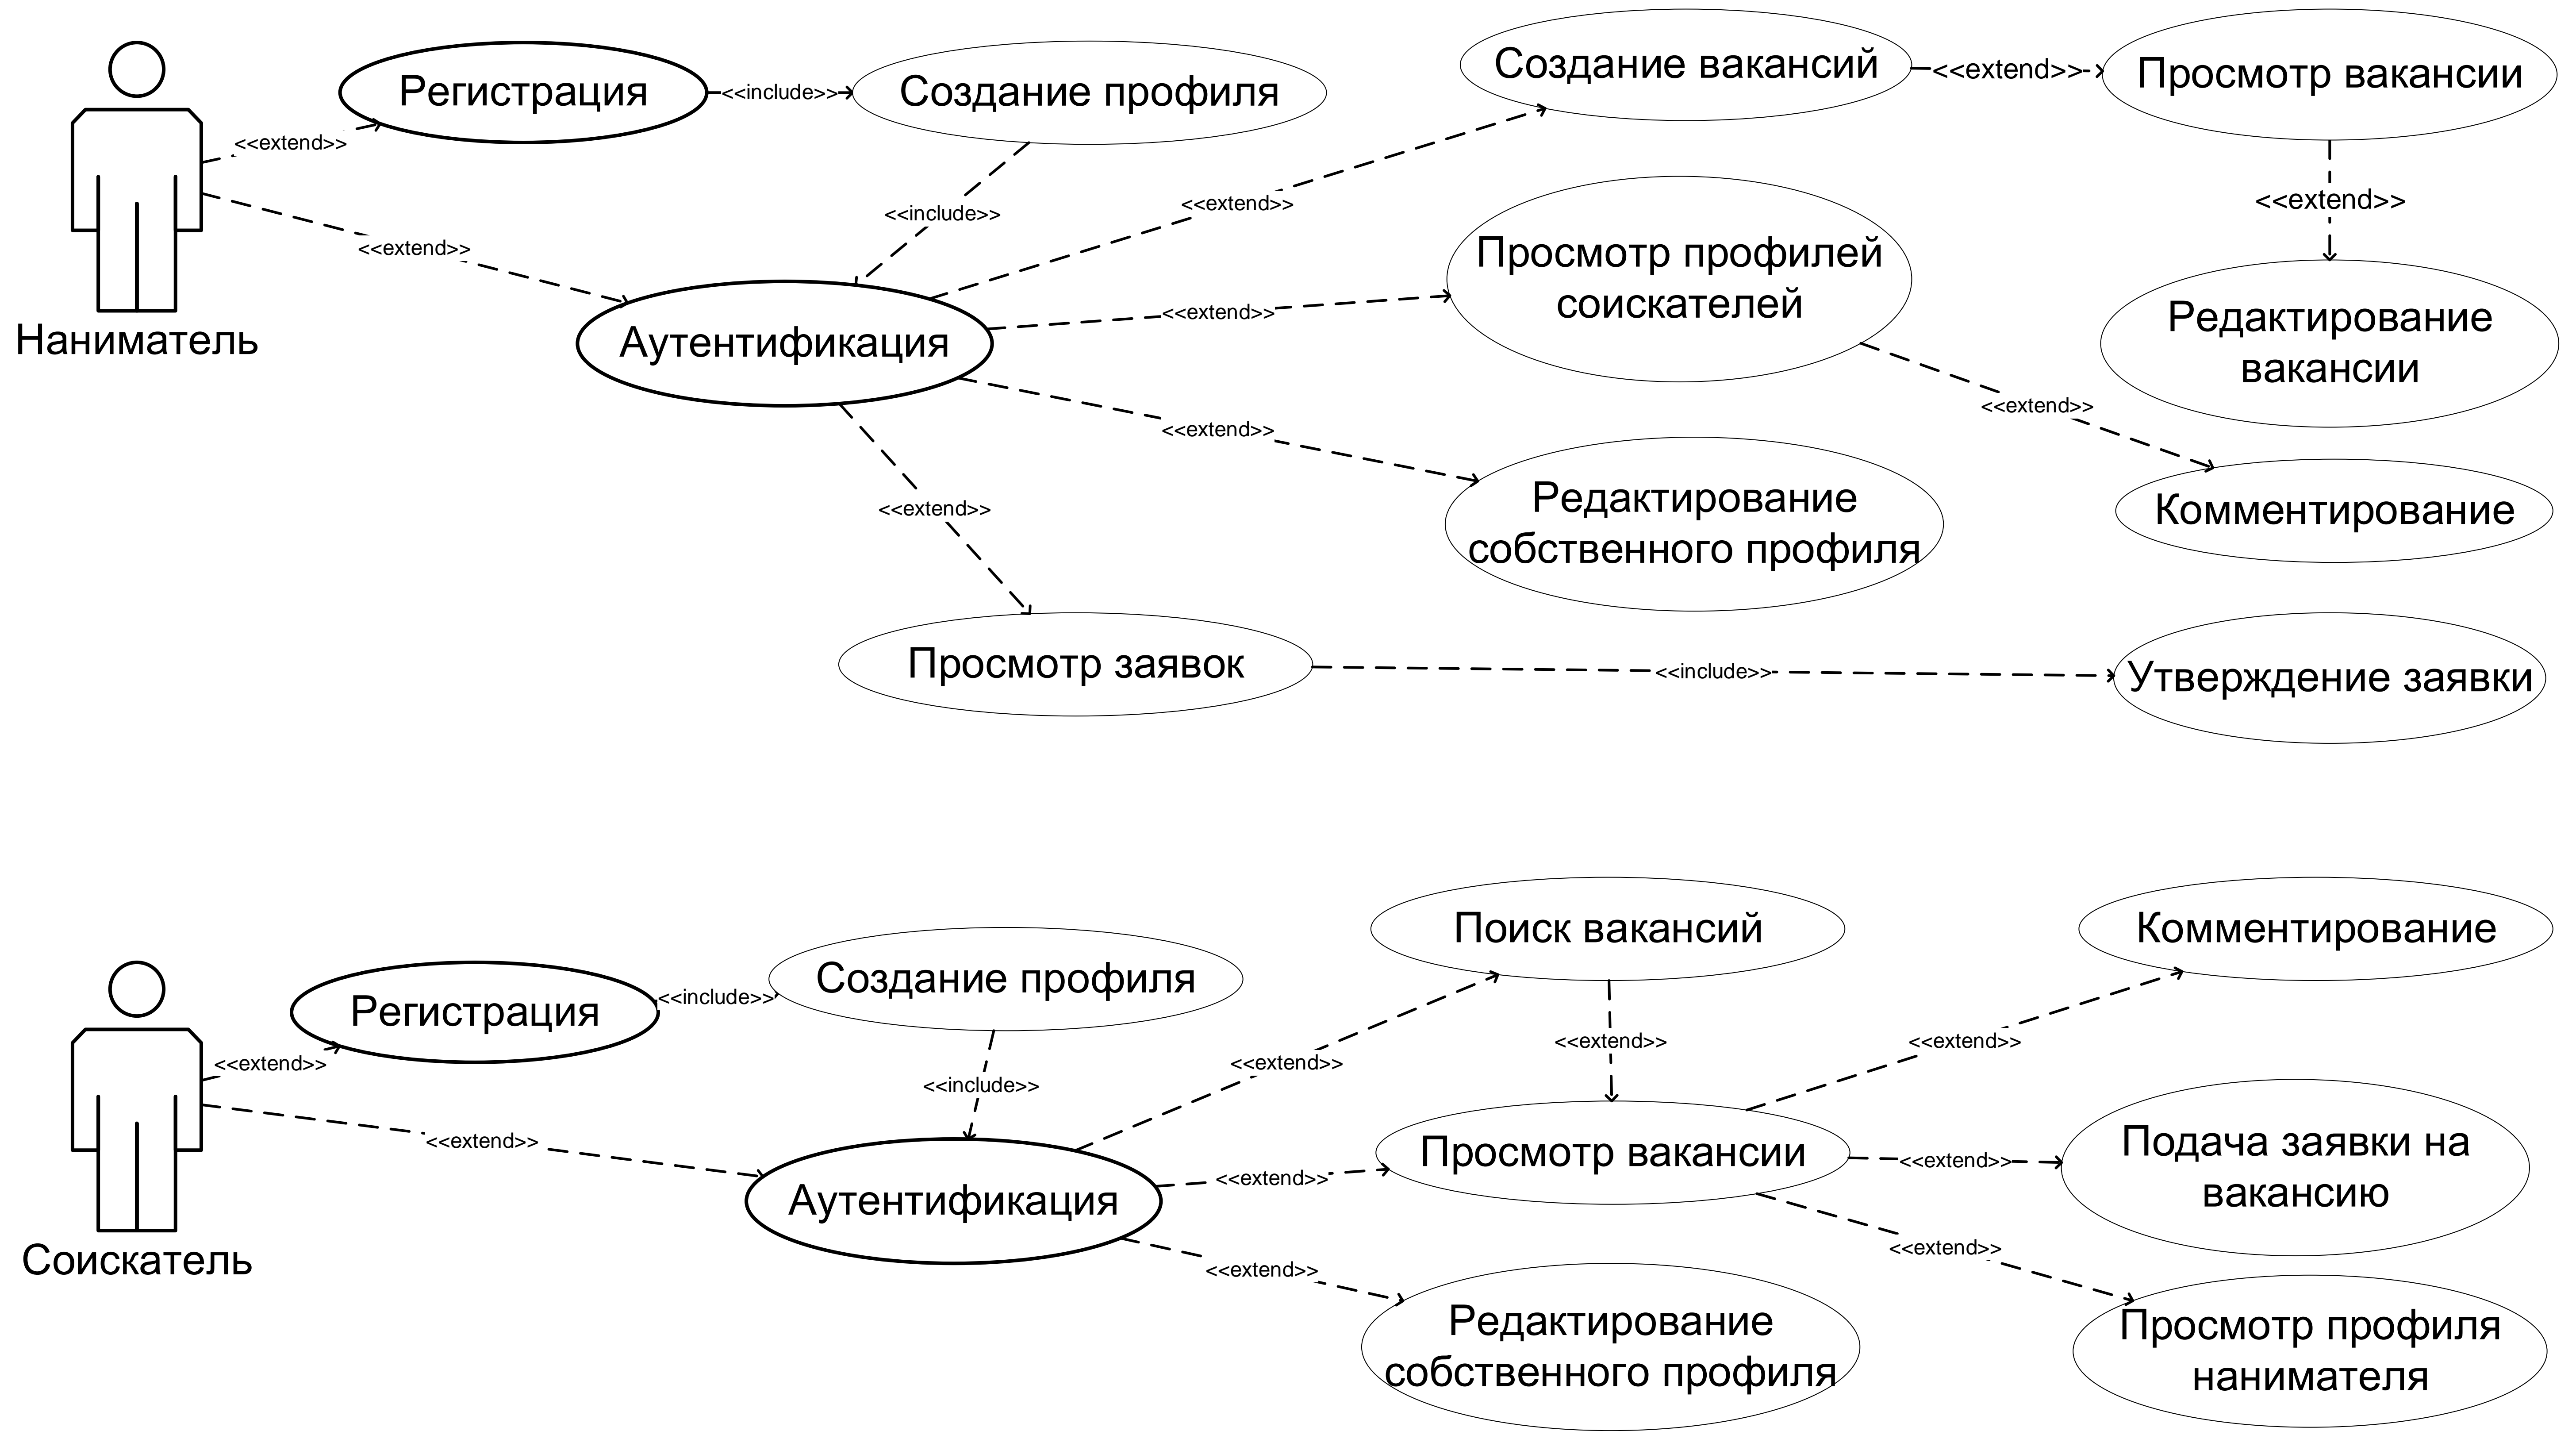 Наниматель
<<extend>>
<<extend>>
Регистрация
<<include>>
Создание профиля
<<include>>
Аутентификация
<<extend>>
<<extend>>
<<extend>>
<<extend>>
Создание вакансий
<<extend>>
Просмотр вакансии
<<extend>>
Редактирование
вакансии
Просмотр профилей
соискателей
<<extend>>
Комментирование
Редактирование
собственного профиля
Просмотр заявок
<<include>>
Утверждение заявки
Соискатель
<<extend>>
<<extend>>
Регистрация
<<include>>
Создание профиля
<<include>>
Аутентификация
<<extend>>
<<extend>>
<<extend>>
Поиск вакансий
<<extend>>
Просмотр вакансии
<<extend>>
<<extend>>
<<extend>>
Комментирование
Подача заявки на
вакансию
Просмотр профиля
нанимателя
Редактирование
собственного профиля